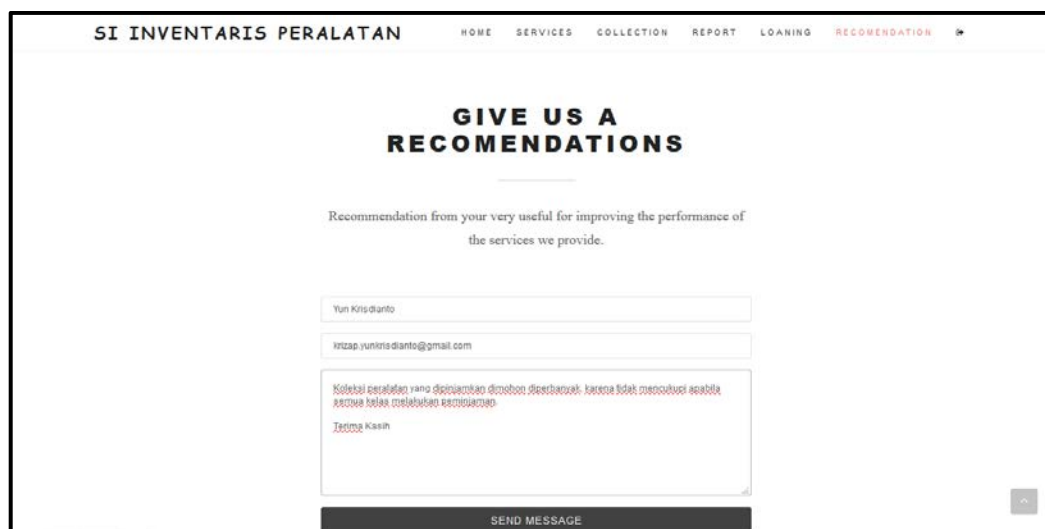 SI INVENTARIS PERALATAN HOME SERVICES COLLECTION REPORT LOANING RECOMENDATION
GIVE US A
RECOMENDATIONS
Recommendation from your very useful for improving the performance of
the services we provide.
Yun Krisdianto
krizap.yunkrisdianto@gmail.com
Koleksi peralatan yang dipinjamkan dimohon diperbanyak, karena tidak mencukupi apabila
semua kelas melakukan peminjaman.
Terima Kasih
SEND MESSAGE